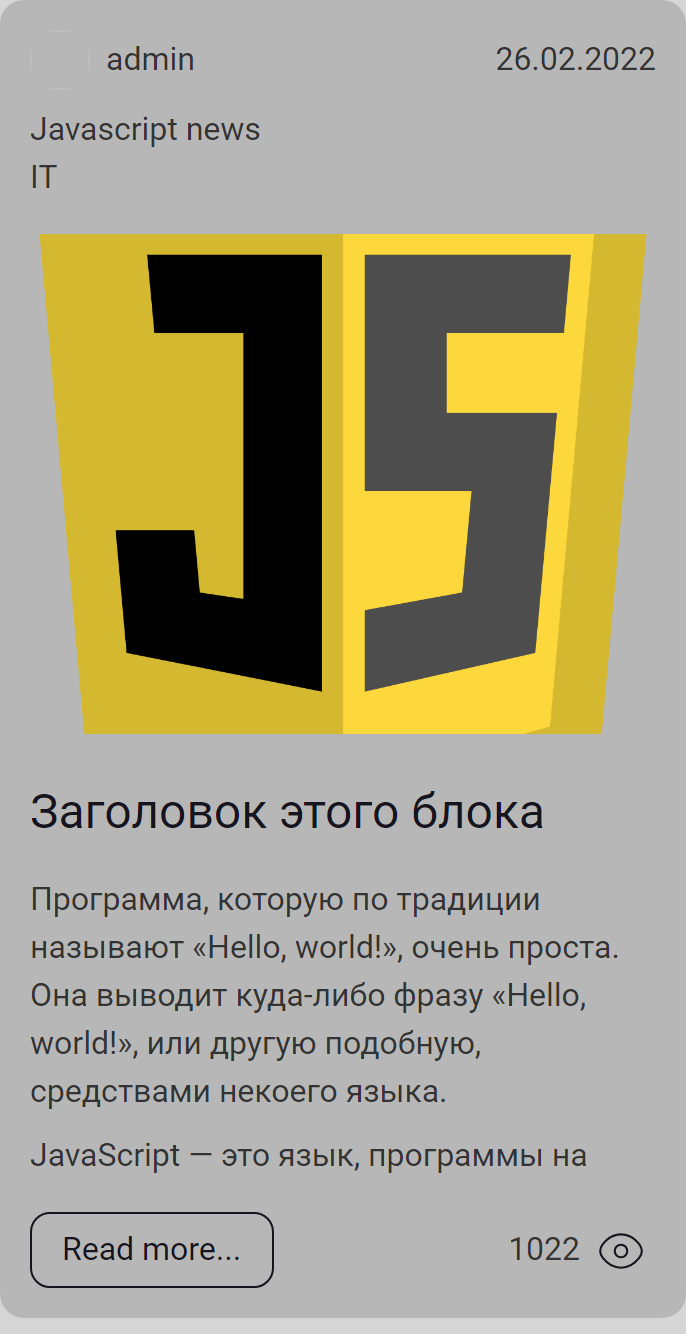 admin 26.02.2022
Javascript news
IT
JS
Заголовок этого блока
Программа, которую по традиции
называют «Hello, world!», очень проста.
Она выводит куда-либо фразу «Hello,
world!», или другую подобную,
средствами некоего языка.
JavaScript — это язык, программы на
Read more... 1022